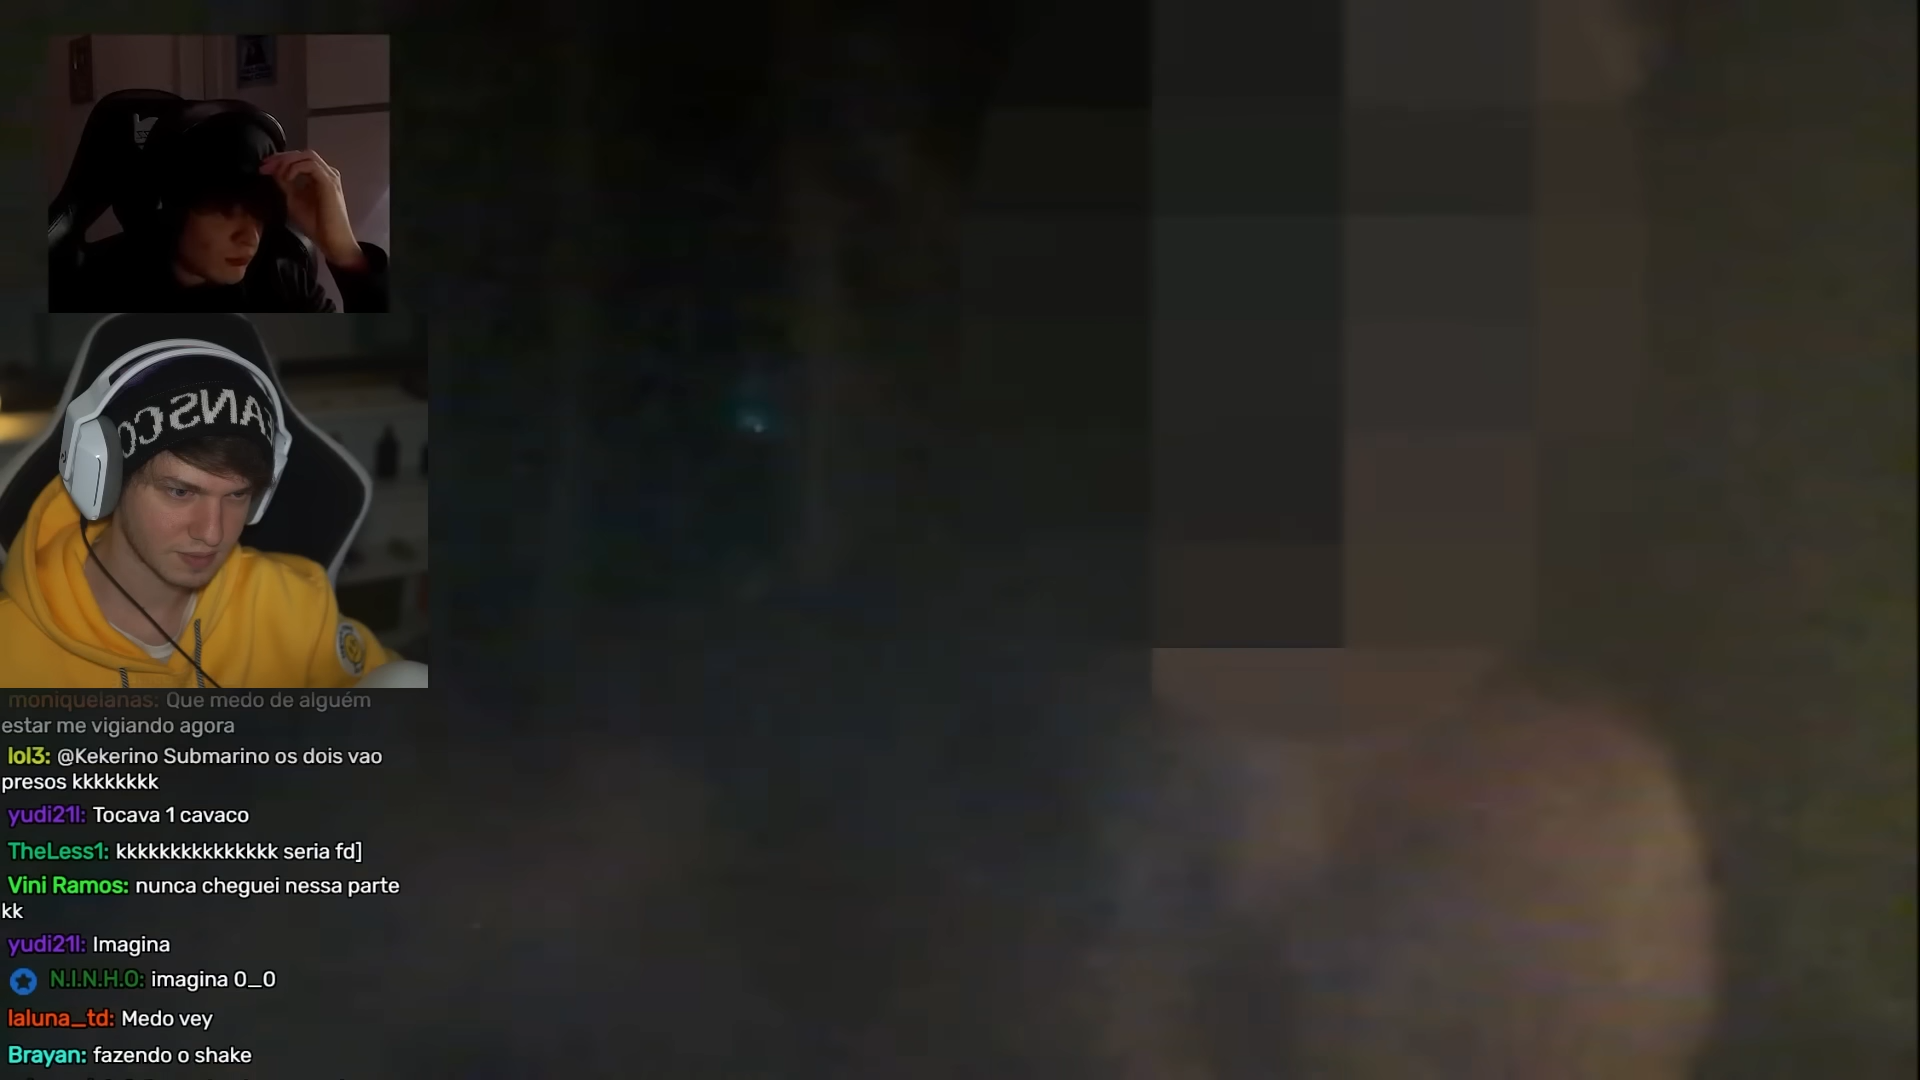 EANSCO
moniquelanas: Que medo de alguém
estar me vigiando agora
lol3: @Kekerino Submarino os dois vao
presos kkkkkkkk
yudi21l: Tocava 1 cavaco
TheLess1: kkkkkkkkkkkkkkk seria fd]
Vini Ramos: nunca cheguei nessa parte
kk
yudi21l: Imagina
N.I.N.H.O: imagina 0_0
laluna_td: Medo vey
Brayan: fazendo o shake